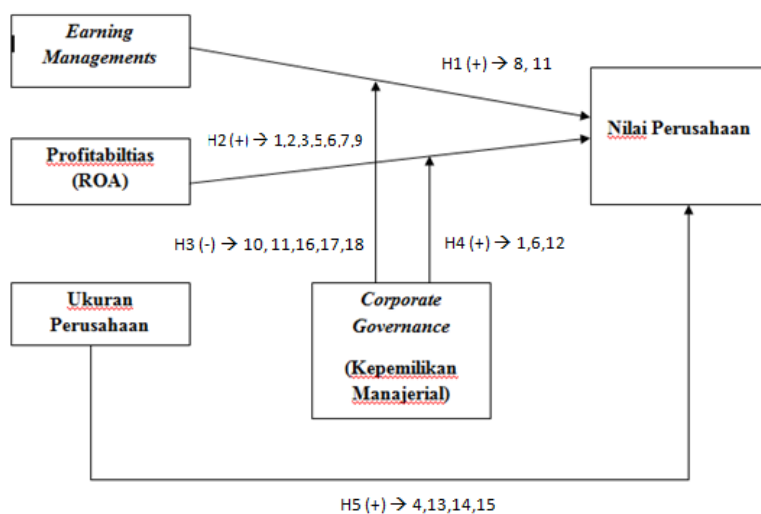 Earning
Managements
H1 (+) → 8, 11
Nilai Perusahaan
H2 (+) → 1,2,3,5,6,7,9
Profitabiltias
(ROA)
H3 (-) → 10, 11,16,17,18
H4 (+) → 1,6,12
Ukuran
Perusahaan
Corporate
Governance
(Kepemilikan
Manajerial)
H5 (+) → 4,13,14,15